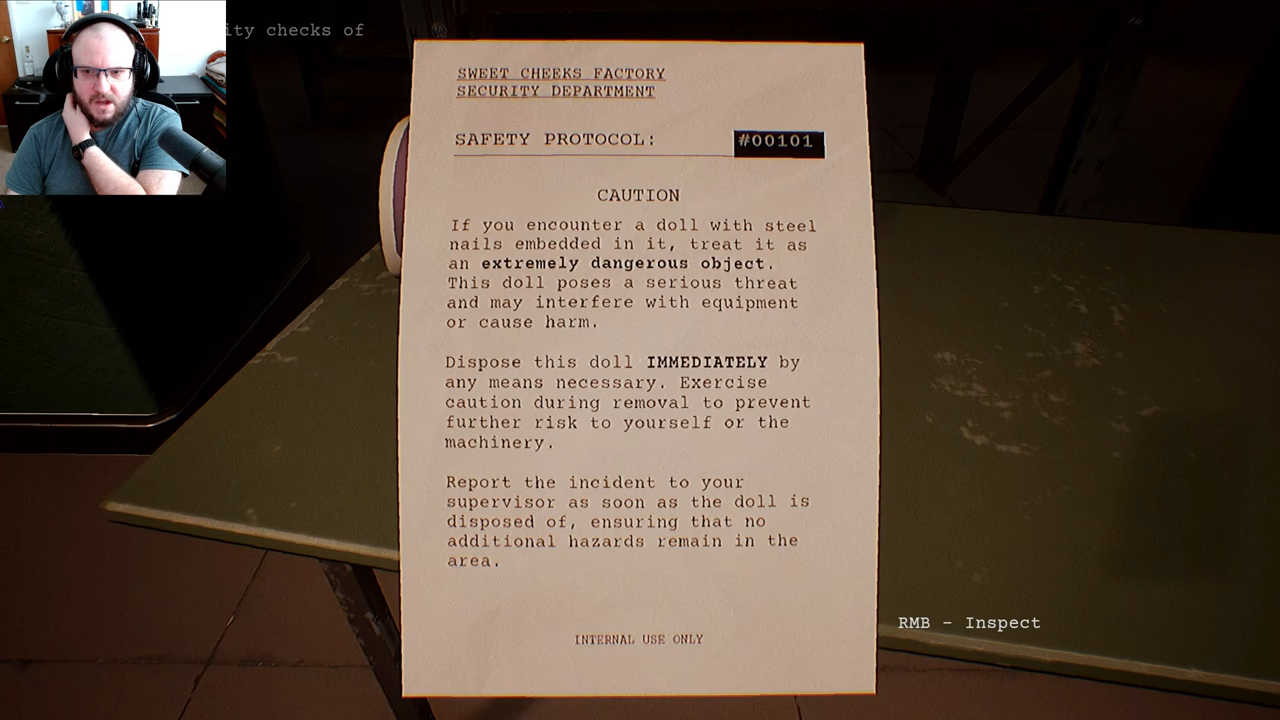 ity checks of
SWEET CHEEKS FACTORY
SECURITY DEPARTMENT
SAFETY PROTOCOL:
#00101
CAUTION
If you encounter a doll with steel
nails embedded in it, treat it as
an extremely dangerous object.
This doll poses a serious threat
and may interfere with equipment
or cause harm.
Dispose this doll IMMEDIATELY by
any means necessary. Exercise
caution during removal to prevent
further risk to yourself or the
machinery.
Report the incident to your
supervisor as soon as the doll is
disposed of, ensuring that no
additional hazards remain in the
area.
RMB - Inspect
INTERNAL USE ONLY